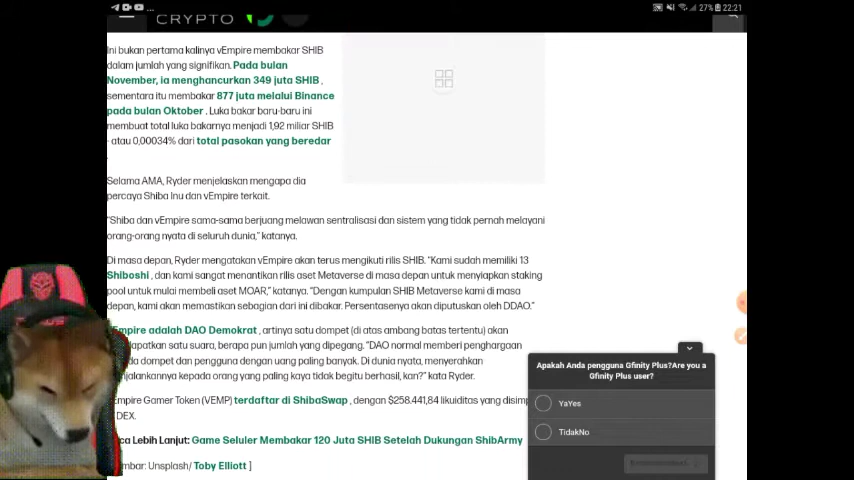 27% 22:21
CRYPTO
Ini bukan pertama kalinya vEmpire membakar SHIB
dalam jumlah yang signifikan. Pada bulan
November, ia menghancurkan 349 juta SHIB ,
sementara itu membakar 877 juta melalui Binance
pada bulan Oktober . Luka bakar baru-baru ini
membuat total luka bakarnya menjadi 1,92 miliar SHIB
- atau 0,00034% dari total pasokan yang beredar
.
Selama AMA, Ryder menjelaskan mengapa dia
percaya Shiba Inu dan vEmpire terkait.
“Shiba dan vEmpire sama-sama berjuang melawan sentralisasi dan sistem yang tidak pernah melayani
orang-orang nyata di seluruh dunia,” katanya.
Di masa depan, Ryder mengatakan vEmpire akan terus mengikuti rilis SHIB. “Kami sudah memiliki 13
Shiboshi , dan kami sangat menantikan rilis aset Metaverse di masa depan untuk menyiapkan staking
pool untuk mulai membeli aset MOAR,” katanya. “Dengan kumpulan SHIB Metaverse kami di masa
depan, kami akan memastikan sebagian dari ini dibakar. Persentasenya akan diputuskan oleh DDAO.”
Empire adalah DAO Demokrat , artinya satu dompet (di atas ambang batas tertentu) akan
dapatkan satu suara, berapa pun jumlah yang dipegang. “DAO normal memberi penghargaan
da dompet dan pengguna dengan uang paling banyak. Di dunia nyata, menyerahkan
njalankannya kepada orang yang paling kaya tidak begitu berhasil, kan?” kata Ryder.
Empire Gamer Token (VEMP) terdaftar di ShibaSwap , dengan $258.441,84 likuiditas yang disimp
DEX.
ca Lebih Lanjut: Game Seluler Membakar 120 Juta SHIB Setelah Dukungan ShibArmy
mbar: Unsplash/ Toby Elliott ]
Apakah Anda pengguna Gfinity Plus?Are you a
Gfinity Plus user?
YaYes
TidakNo